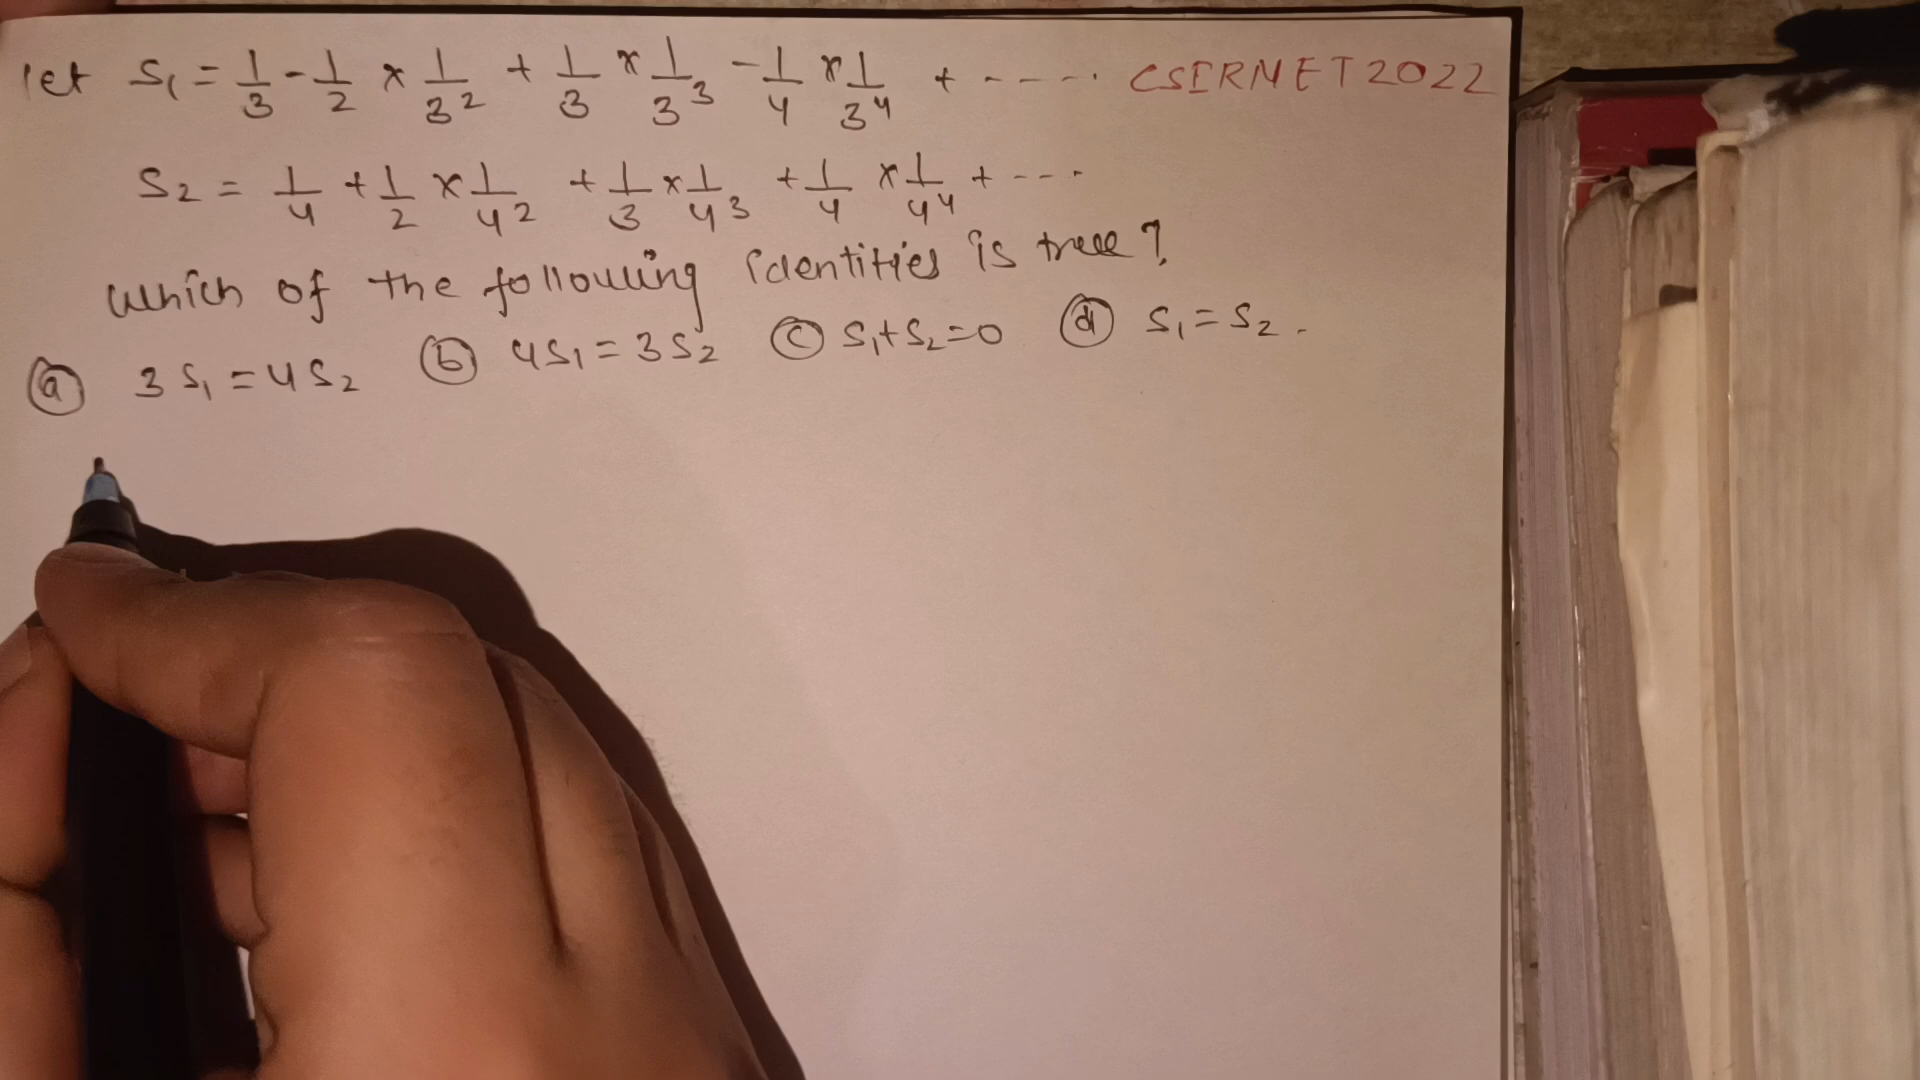 let S₁ = 1/3 - 1/2 × 1/3² + 1/3 × 1/3³ - 1/4 × 1/3⁴ + - - - - . CSIRNET2022
S₂ = 1/4 + 1/2 × 1/4² + 1/3 × 1/4³ + 1/4 × 1/4⁴ + - - -
which of the following identities is true?
(a) 3S₁ = 4S₂ (b) 4S₁ = 3S₂ (c) S₁+S₂=0 (d) S₁ = S₂.